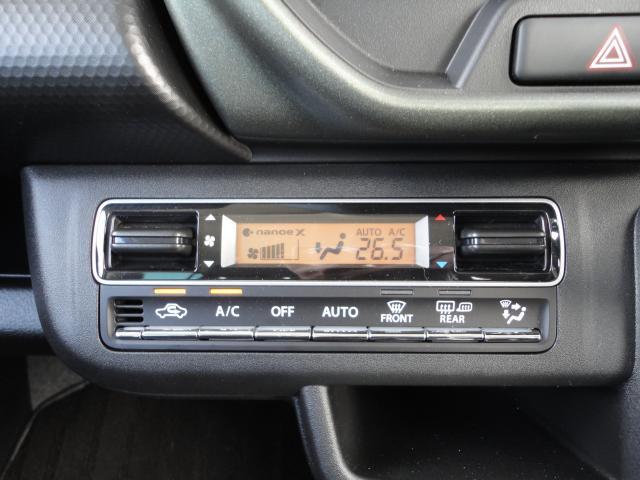 nanoe X AUTO A/C
26.5
A/C OFF AUTO FRONT REAR